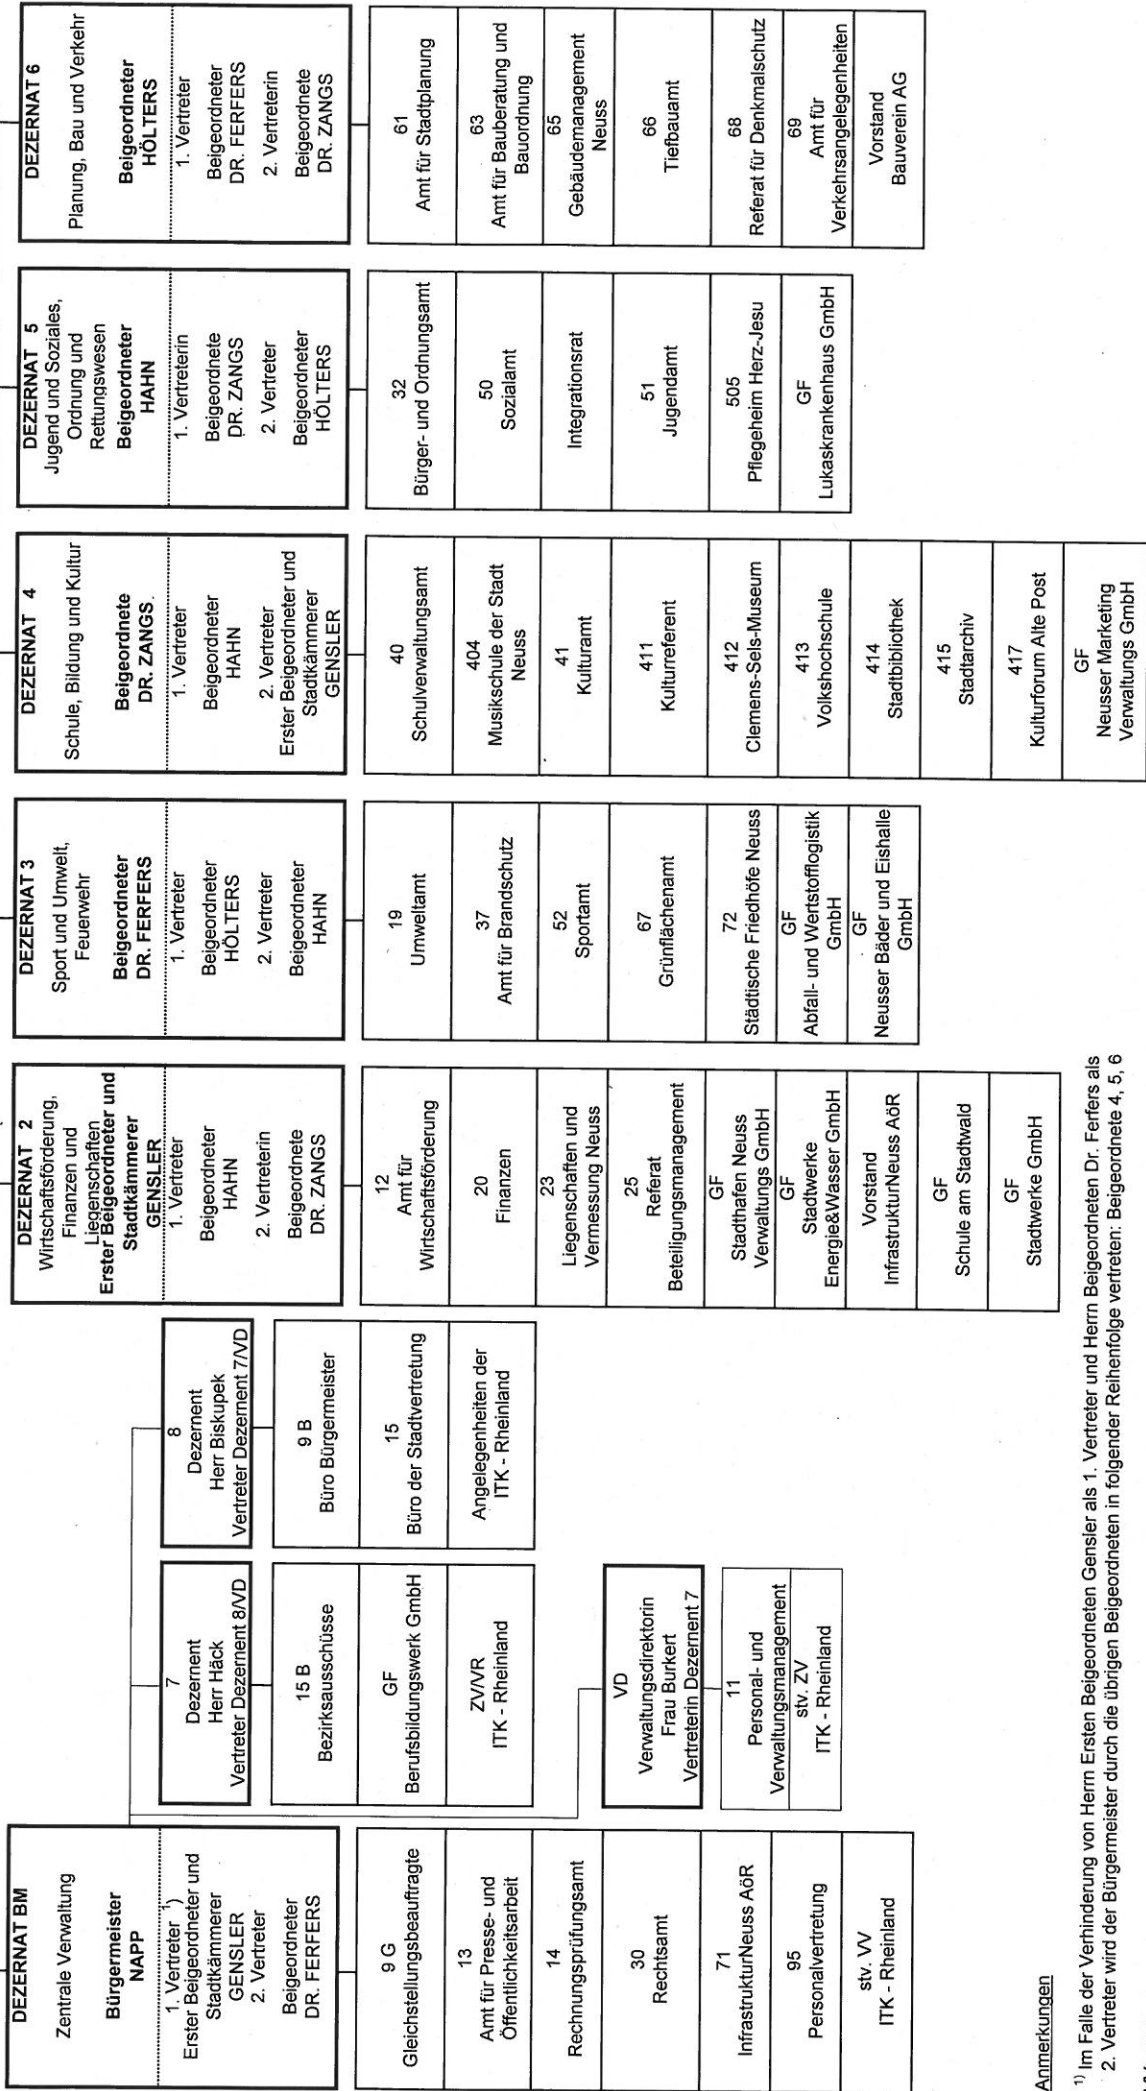 DEZERNAT BM
Zentrale Verwaltung
Bürgermeister
NAPP
1. Vertreter ¹)
Erster Beigeordneter und
Stadtkämmerer
GENSLER
2. Vertreter
Beigeordneter
DR. FERFERS
9 G
Gleichstellungsbeauftragte
13
Amt für Presse- und
Öffentlichkeitsarbeit
14
Rechnungsprüfungsamt
30
Rechtsamt
71
InfrastrukturNeuss AöR
95
Personalvertretung
stv. VV
ITK - Rheinland
7
Dezernent
Herr Häck
Vertreter Dezernent 8/VD
15 B
Bezirksausschüsse
GF
Berufsbildungswerk GmbH
ZV/VR
ITK - Rheinland
VD
Verwaltungsdirektorin
Frau Burkert
Vertreterin Dezernent 7
11
Personal- und
Verwaltungsmanagement
stv. ZV
ITK - Rheinland
8
Dezernent
Herr Biskupek
Vertreter Dezernent 7/VD
9 B
Büro Bürgermeister
15
Büro der Stadtvertretung
Angelegenheiten der
ITK - Rheinland
DEZERNAT 2
Wirtschaftsförderung,
Finanzen und
Liegenschaften
Erster Beigeordneter und
Stadtkämmerer
GENSLER
1. Vertreter
Beigeordneter
HAHN
2. Vertreterin
Beigeordnete
DR. ZANGS
12
Amt für
Wirtschaftsförderung
20
Finanzen
23
Liegenschaften und
Vermessung Neuss
25
Referat
Beteiligungsmanagement
GF
Stadthafen Neuss
Verwaltungs GmbH
GF
Stadtwerke
Energie&Wasser GmbH
Vorstand
InfrastrukturNeuss AöR
GF
Schule am Stadtwald
GF
Stadtwerke GmbH
DEZERNAT 3
Sport und Umwelt,
Feuerwehr
Beigeordneter
DR. FERFERS
1. Vertreter
Beigeordneter
HÖLTERS
2. Vertreter
Beigeordneter
HAHN
19
Umweltamt
37
Amt für Brandschutz
52
Sportamt
67
Grünflächenamt
72
Städtische Friedhöfe Neuss
GF
Abfall- und Wertstofflogistik
GmbH
GF
Neusser Bäder und Eishalle
GmbH
DEZERNAT 4
Schule, Bildung und Kultur
Beigeordnete
DR. ZANGS
1. Vertreter
Beigeordneter
HAHN
2. Vertreter
Erster Beigeordneter und
Stadtkämmerer
GENSLER
40
Schulverwaltungsamt
404
Musikschule der Stadt
Neuss
41
Kulturamt
411
Kulturreferent
412
Clemens-Sels-Museum
413
Volkshochschule
414
Stadtbibliothek
415
Stadtarchiv
417
Kulturforum Alte Post
GF
Neusser Marketing
Verwaltungs GmbH
DEZERNAT 5
Jugend und Soziales,
Ordnung und
Rettungswesen
Beigeordneter
HAHN
1. Vertreterin
Beigeordnete
DR. ZANGS
2. Vertreter
Beigeordneter
HÖLTERS
32
Bürger- und Ordnungsamt
50
Sozialamt
Integrationsrat
51
Jugendamt
505
Pflegeheim Herz-Jesu
GF
Lukaskrankenhaus GmbH
DEZERNAT 6
Planung, Bau und Verkehr
Beigeordneter
HÖLTERS
1. Vertreter
Beigeordneter
DR. FERFERS
2. Vertreterin
Beigeordnete
DR. ZANGS
61
Amt für Stadtplanung
63
Amt für Bauberatung und
Bauordnung
65
Gebäudemanagement
Neuss
66
Tiefbauamt
68
Referat für Denkmalschutz
69
Amt für
Verkehrsangelegenheiten
Vorstand
Bauverein AG
Anmerkungen
¹) Im Falle der Verhinderung von Herrn Ersten Beigeordneten Gensler als 1. Vertreter und Herrn Beigeordneten Dr. Ferfers als
2. Vertreter wird der Bürgermeister durch die übrigen Beigeordneten in folgender Reihenfolge vertreten: Beigeordnete 4, 5, 6